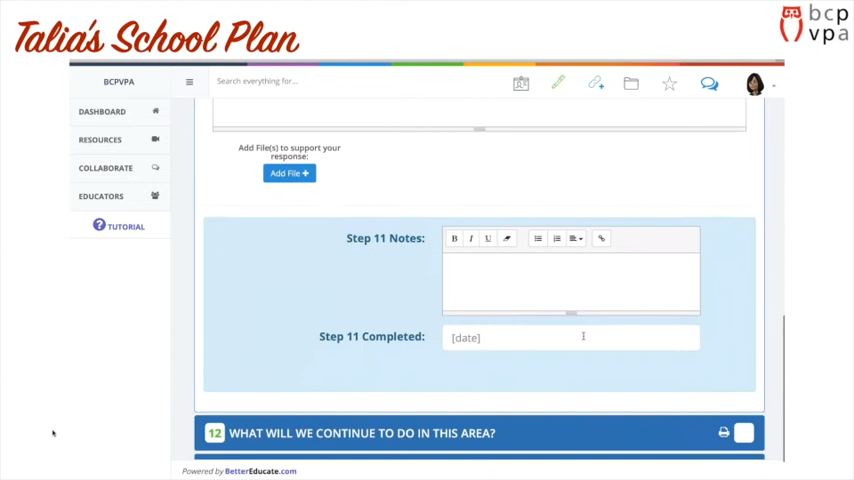 Talia's School Plan
bcp
vpa
BCPVPA
Search everything for...
DASHBOARD
RESOURCES
COLLABORATE
EDUCATORS
? TUTORIAL
Add File(s) to support your
response:
Add File +
Step 11 Notes:
B I U
Step 11 Completed:
[date]
12 WHAT WILL WE CONTINUE TO DO IN THIS AREA?
Powered by BetterEducate.com